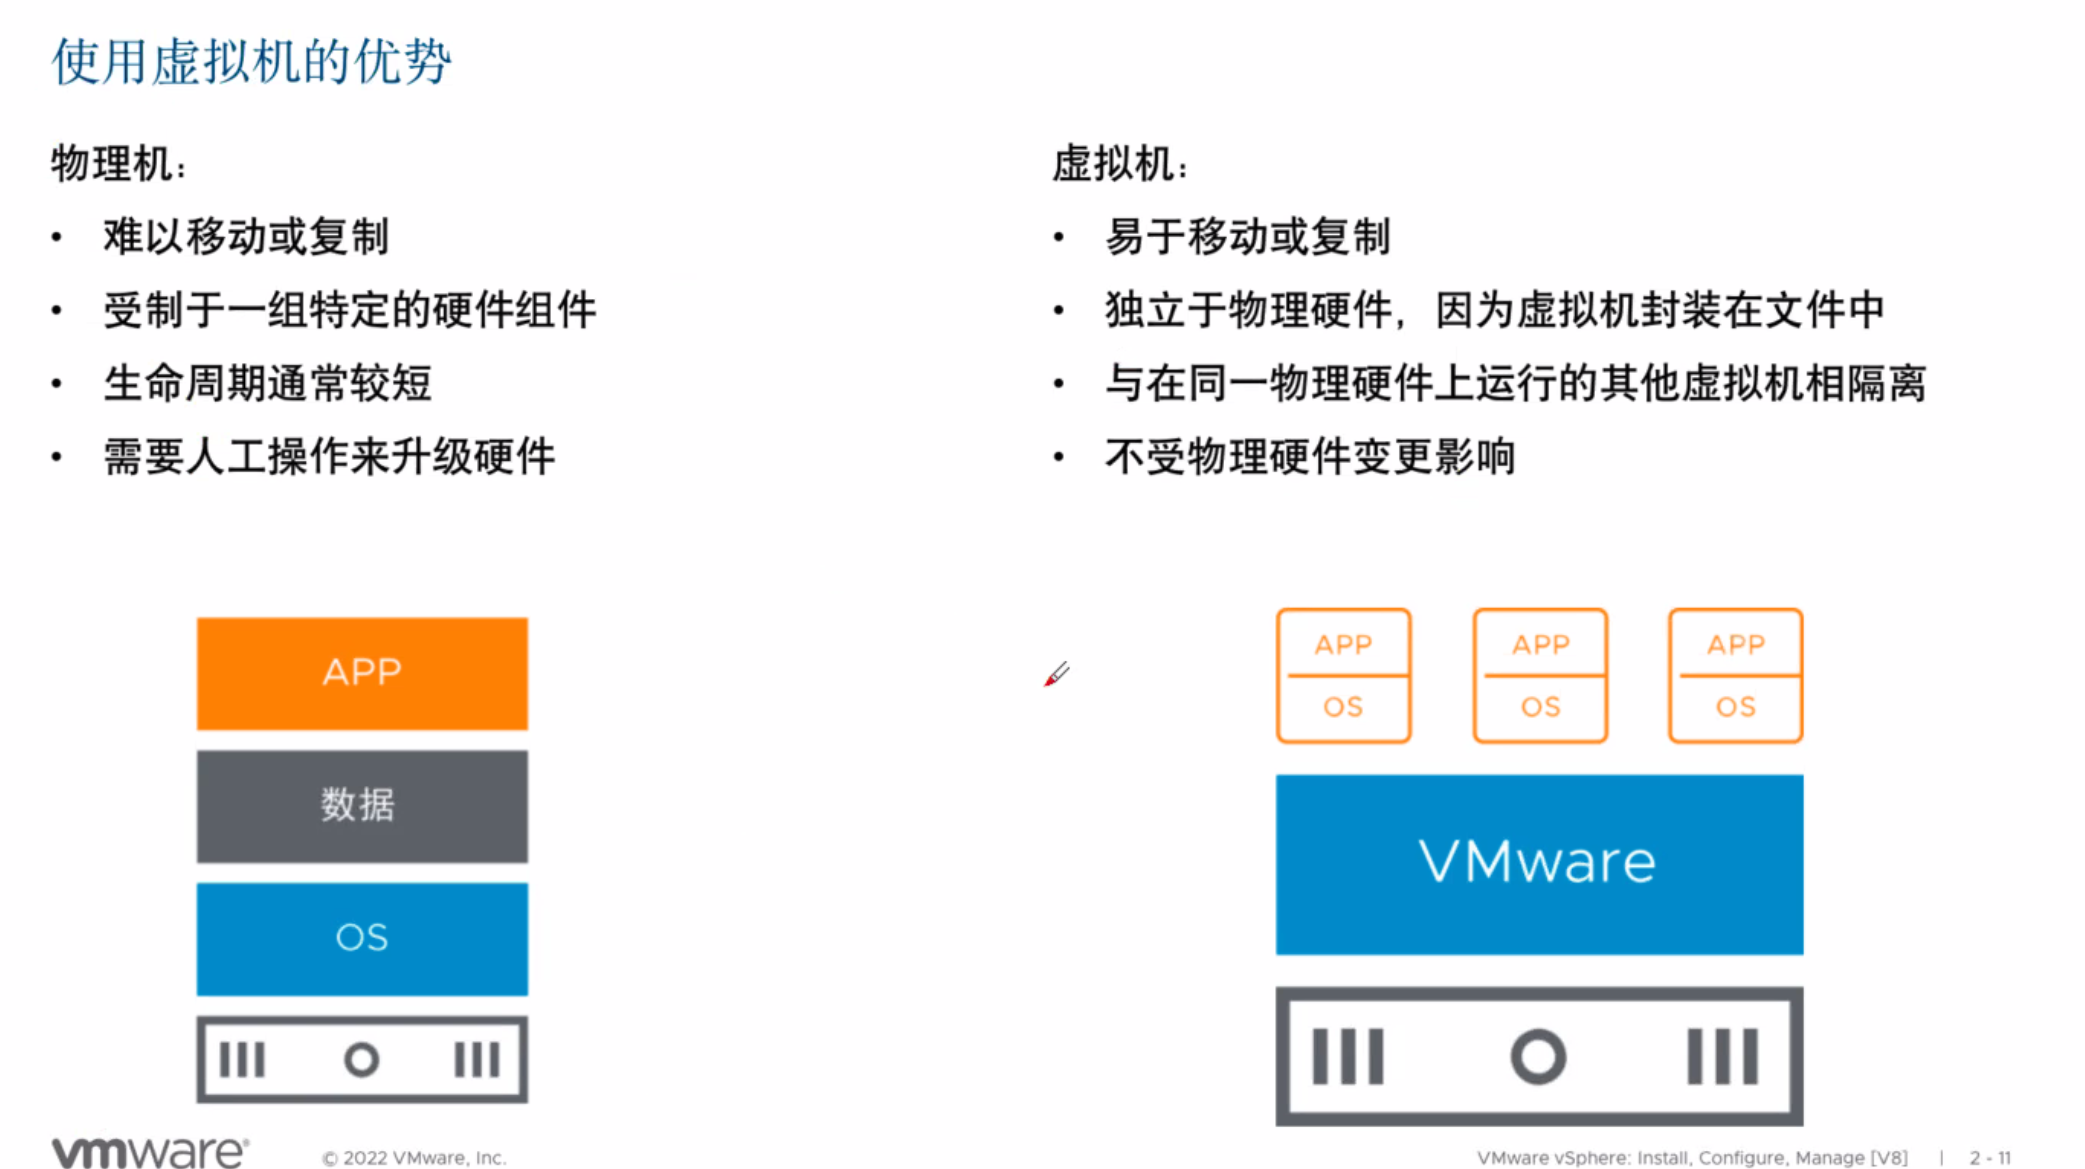 使用虚拟机的优势
物理机：
• 难以移动或复制
• 受制于一组特定的硬件组件
• 生命周期通常较短
• 需要人工操作来升级硬件
虚拟机：
• 易于移动或复制
• 独立于物理硬件，因为虚拟机封装在文件中
• 与在同一物理硬件上运行的其他虚拟机相隔离
• 不受物理硬件变更影响
APP
数据
OS
APP
OS
APP
OS
APP
OS
VMware
vmware®
© 2022 VMware, Inc.
VMware vSphere: Install, Configure, Manage [V8] | 2 - 11